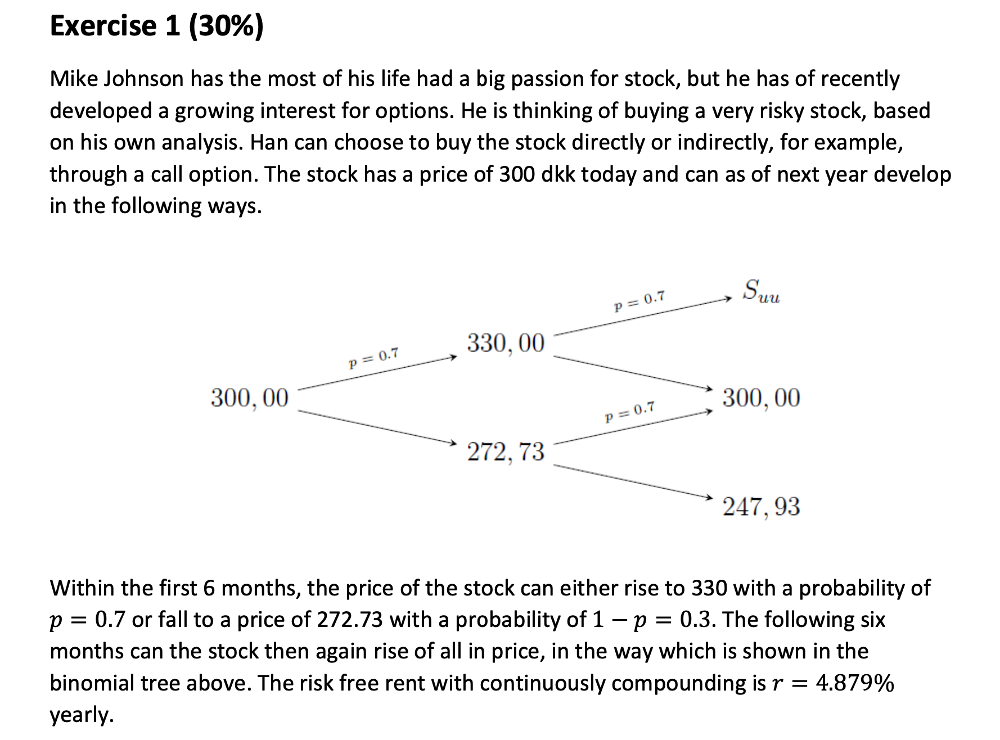 Exercise 1 (30%)
Mike Johnson has the most of his life had a big passion for stock, but he has of recently
developed a growing interest for options. He is thinking of buying a very risky stock, based
on his own analysis. Han can choose to buy the stock directly or indirectly, for example,
through a call option. The stock has a price of 300 dkk today and can as of next year develop
in the following ways.
S_{uu}
p = 0.7
330, 00
p = 0.7
300, 00
300, 00
p = 0.7
272, 73
247, 93
Within the first 6 months, the price of the stock can either rise to 330 with a probability of
p = 0.7 or fall to a price of 272.73 with a probability of 1 − p = 0.3. The following six
months can the stock then again rise of all in price, in the way which is shown in the
binomial tree above. The risk free rent with continuously compounding is r = 4.879%
yearly.